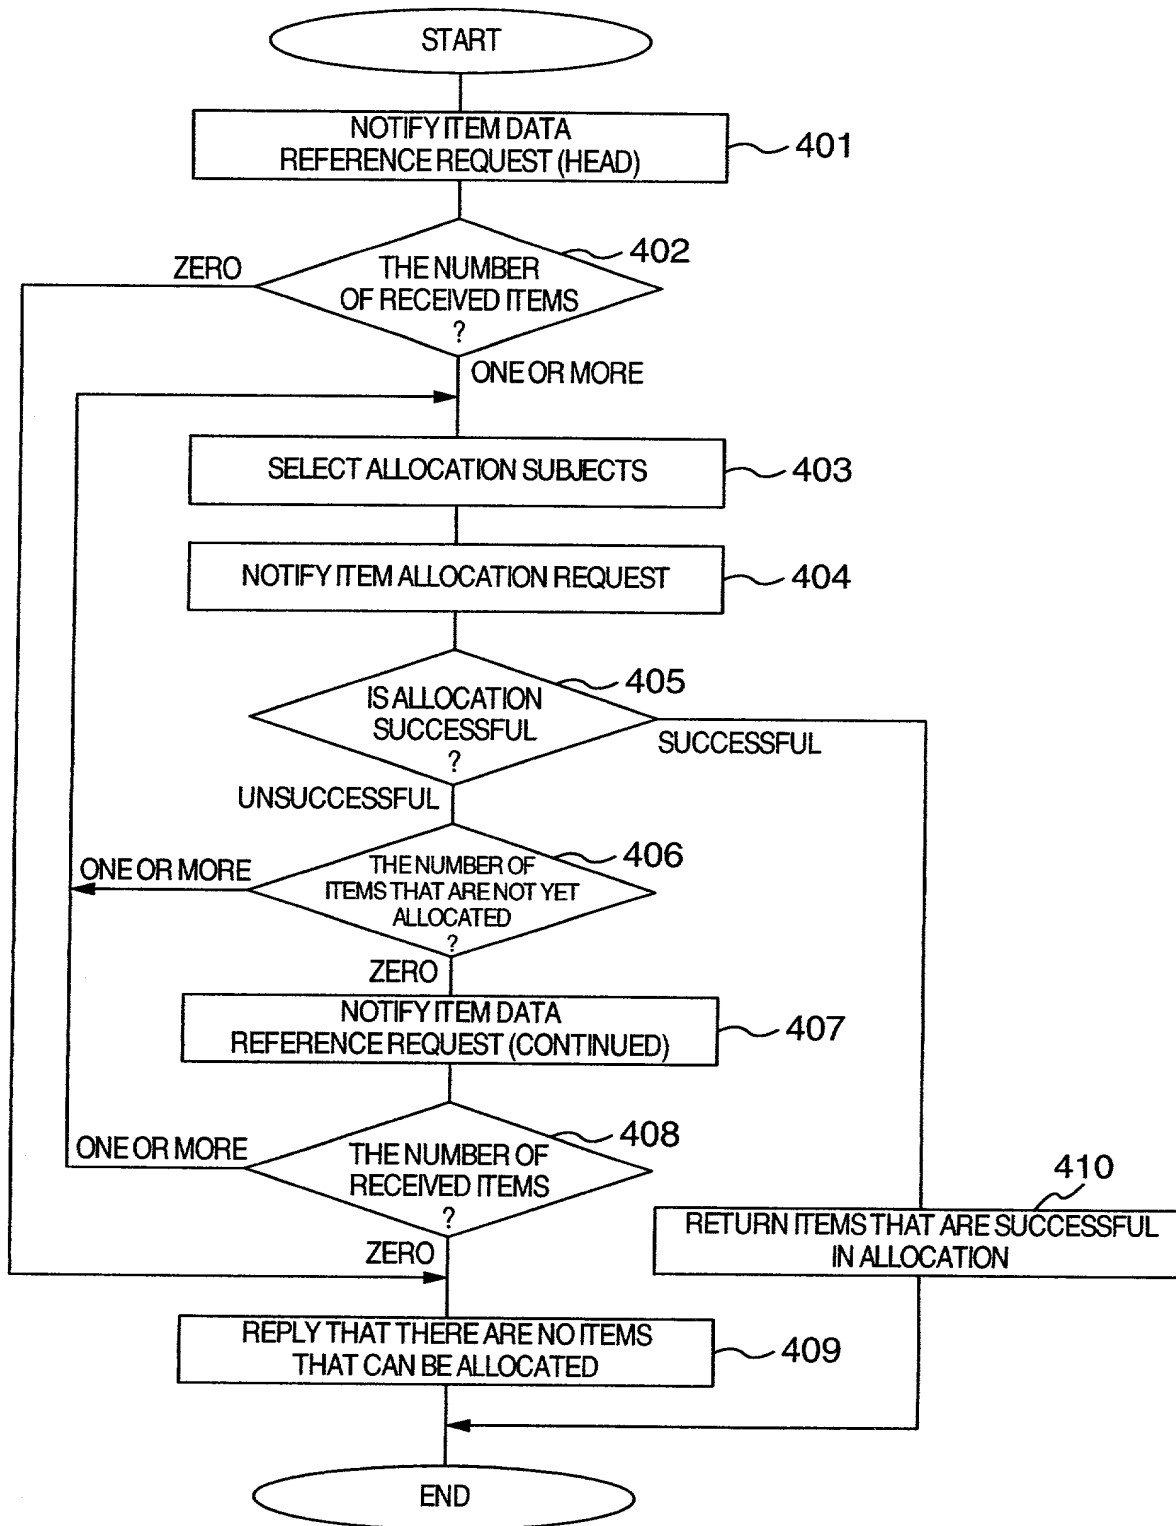 START
NOTIFY ITEM DATA
REFERENCE REQUEST (HEAD)
401
402
ZERO
THE NUMBER
OF RECEIVED ITEMS
?
ONE OR MORE
SELECT ALLOCATION SUBJECTS
403
NOTIFY ITEM ALLOCATION REQUEST
404
405
IS ALLOCATION
SUCCESSFUL
?
SUCCESSFUL
UNSUCCESSFUL
406
ONE OR MORE
THE NUMBER OF
ITEMS THAT ARE NOT YET
ALLOCATED
?
ZERO
NOTIFY ITEM DATA
REFERENCE REQUEST (CONTINUED)
407
408
ONE OR MORE
THE NUMBER OF
RECEIVED ITEMS
?
ZERO
410
RETURN ITEMS THAT ARE SUCCESSFUL
IN ALLOCATION
REPLY THAT THERE ARE NO ITEMS
THAT CAN BE ALLOCATED
409
END